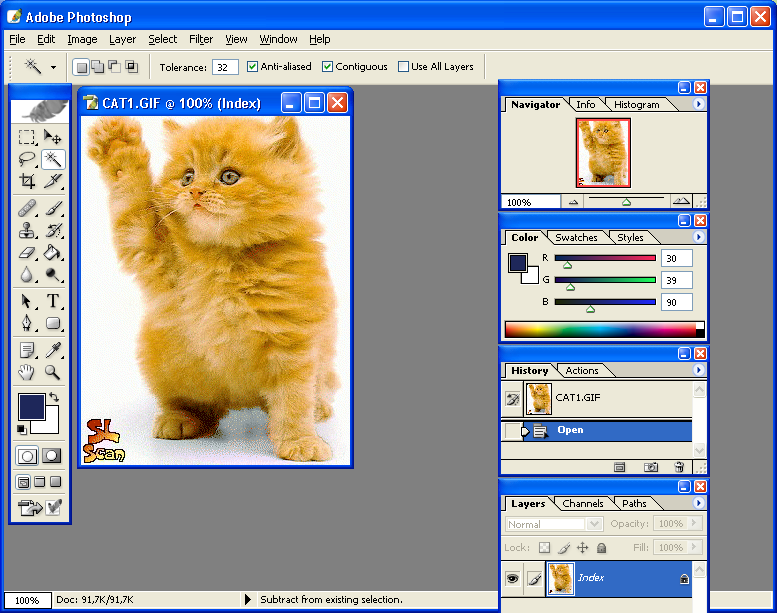 Adobe Photoshop
File Edit Image Layer Select Filter View Window Help
Tolerance: 32 Anti-aliased Contiguous Use All Layers
CAT1.GIF @ 100% (Index)
Navigator Info Histogram
100%
Color Swatches Styles
R 30
G 39
B 90
History Actions
CAT1.GIF
Open
Layers Channels Paths
Normal Opacity: 100%
Lock: Fill: 100%
Index
T
SL
Scan
100% Doc: 91,7K/91,7K Subtract from existing selection.